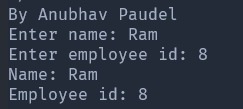 By Anubhav Paudel
Enter name: Ram
Enter employee id: 8
Name: Ram
Employee id: 8